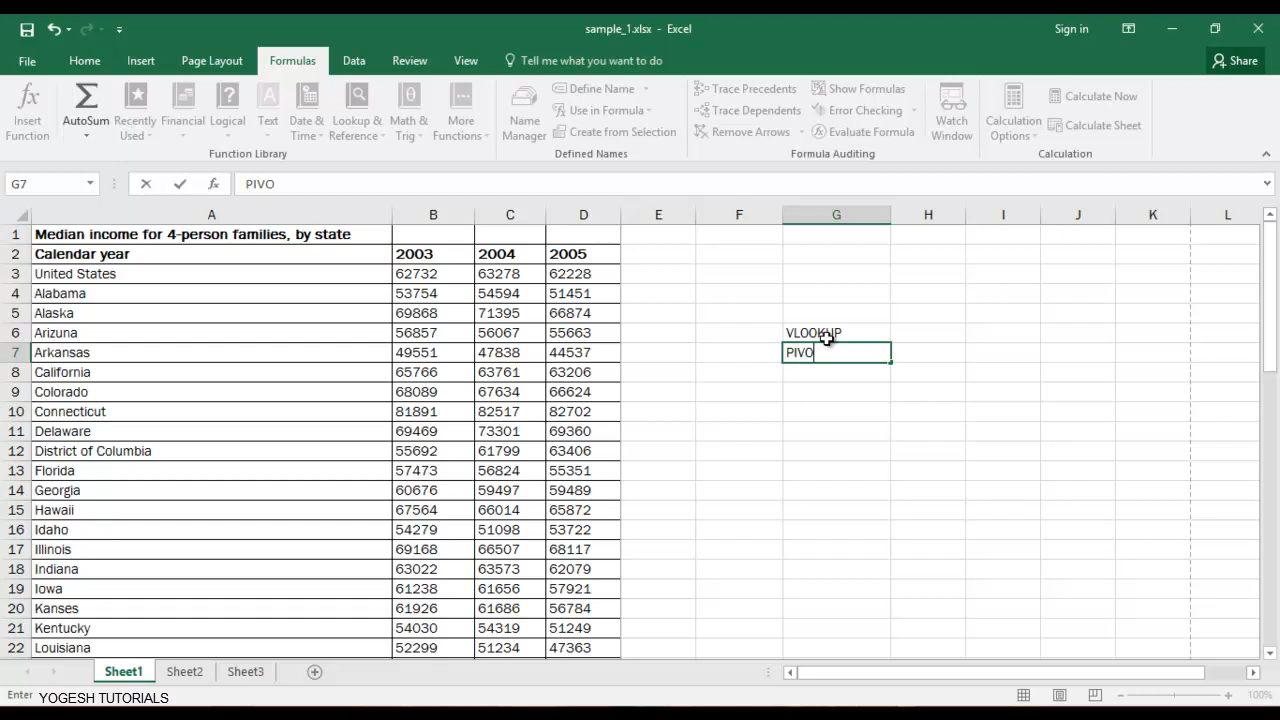 sample_1.xlsx - Excel
Sign in
File Home Insert Page Layout Formulas Data Review View Tell me what you want to do Share
Insert Function
AutoSum
Recently Used
Financial
Logical
Text
Date & Time
Lookup & Reference
Math & Trig
More Functions
Function Library
Name Manager
Define Name
Use in Formula
Create from Selection
Defined Names
Trace Precedents
Trace Dependents
Remove Arrows
Show Formulas
Error Checking
Evaluate Formula
Formula Auditing
Watch Window
Calculation Options
Calculate Now
Calculate Sheet
Calculation
G7 fx PIVO
A B C D E F G H I J K L
1 Median income for 4-person families, by state
2 Calendar year 2003 2004 2005
3 United States 62732 63278 62228
4 Alabama 53754 54594 51451
5 Alaska 69868 71395 66874
6 Arizuna 56857 56067 55663 VLOOKUP
7 Arkansas 49551 47838 44537 PIVO
8 California 65766 63761 63206
9 Colorado 68089 67634 66624
10 Connecticut 81891 82517 82702
11 Delaware 69469 73301 69360
12 District of Columbia 55692 61799 63406
13 Florida 57473 56824 55351
14 Georgia 60676 59497 59489
15 Hawaii 67564 66014 65872
16 Idaho 54279 51098 53722
17 Illinois 69168 66507 68117
18 Indiana 63022 63573 62079
19 Iowa 61238 61656 57921
20 Kanses 61926 61686 56784
21 Kentucky 54030 54319 51249
22 Louisiana 52299 51234 47363
Sheet1 Sheet2 Sheet3
Enter YOGESH TUTORIALS 100%